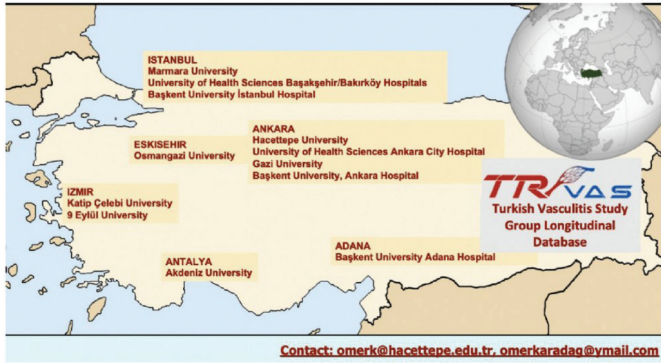 ISTANBUL
Marmara University
University of Health Sciences Başakşehir/Bakırköy Hospitals
Başkent University İstanbul Hospital
ANKARA
Hacettepe University
University of Health Sciences Ankara City Hospital
Gazi University
Başkent University, Ankara Hospital
ESKISEHIR
Osmangazi University
IZMIR
Katip Çelebi University
9 Eylül University
TRVAS
Turkish Vasculitis Study
Group Longitudinal
Database
ADANA
Başkent University Adana Hospital
ANTALYA
Akdeniz University
Contact: omerk@hacettepe.edu.tr, omerkaradag@ymail.com